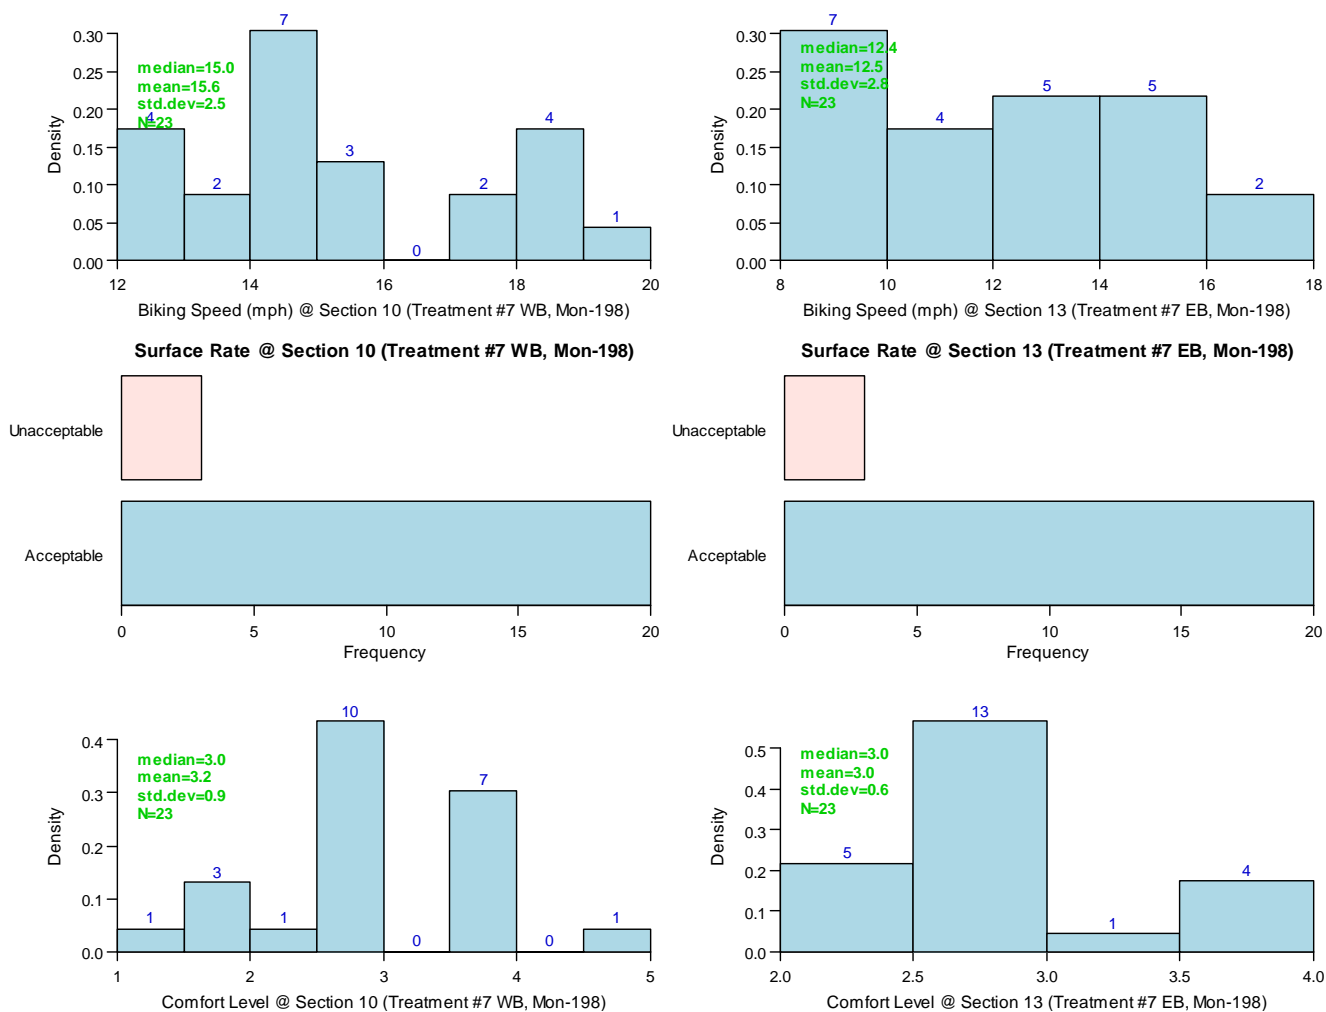 7
0.30
0.25
0.20
0.15
0.10
0.05
0.00
Density
median=15.0
mean=15.6
std.dev=2.5
N=23
4
2
3
0
2
4
1
12
14
16
18
20
Biking Speed (mph) @ Section 10 (Treatment #7 WB, Mon-198)
7
0.30
0.25
0.20
0.15
0.10
0.05
0.00
Density
median=12.4
mean=12.5
std.dev=2.8
N=23
4
5
5
2
8
10
12
14
16
18
Biking Speed (mph) @ Section 13 (Treatment #7 EB, Mon-198)
Surface Rate @ Section 10 (Treatment #7 WB, Mon-198)
Unacceptable
Acceptable
0
5
10
15
20
Frequency
Surface Rate @ Section 13 (Treatment #7 EB, Mon-198)
Unacceptable
Acceptable
0
5
10
15
20
Frequency
10
0.4
0.3
0.2
0.1
0.0
Density
median=3.0
mean=3.2
std.dev=0.9
N=23
1
3
1
0
7
0
1
1
2
3
4
5
Comfort Level @ Section 10 (Treatment #7 WB, Mon-198)
13
0.5
0.4
0.3
0.2
0.1
0.0
Density
median=3.0
mean=3.0
std.dev=0.6
N=23
5
1
4
2.0
2.5
3.0
3.5
4.0
Comfort Level @ Section 13 (Treatment #7 EB, Mon-198)